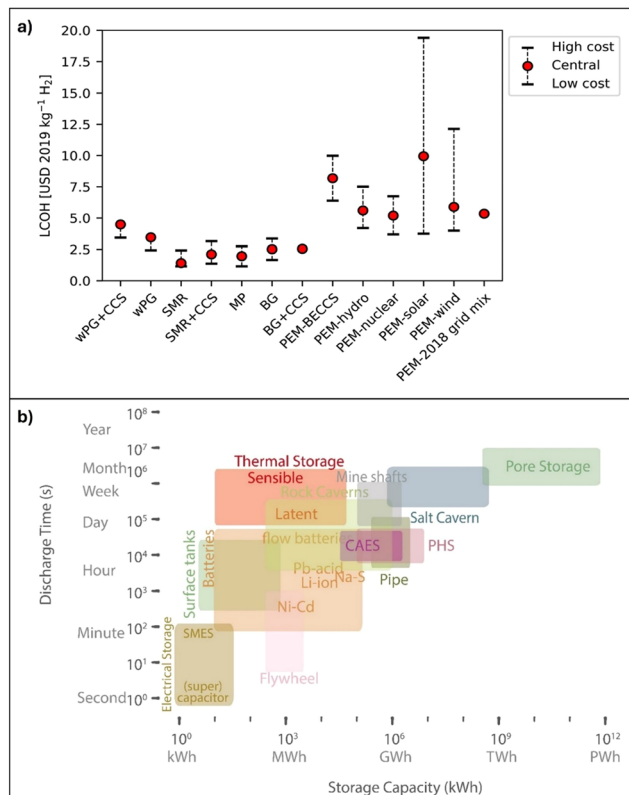 a)
20.0
17.5
15.0
12.5
10.0
7.5
5.0
2.5
0.0
LCOH [USD 2019 kg⁻¹ H₂]
High cost
Central
Low cost
wPG+CCS
wPG
SMR
SMR+CCS
MP
BG
BG+CCS
PEM-BECCS
PEM-hydro
PEM-nuclear
PEM-solar
PEM-wind
PEM-2018 grid mix
b)
Discharge Time (s)
Year
Month
Week
Day
Hour
Minute
Second
10⁸
10⁷
10⁶
10⁵
10⁴
10³
10²
10¹
10⁰
Thermal Storage
Sensible
Mine shafts
Pore Storage
Rock Caverns
Latent
Salt Cavern
flow batterie
CAES
PHS
Surface tanks
Batteries
Pb-acid
Na-S
Pipe
Li-ion
Ni-Cd
Electrical Storage
SMES
(super)
capacitor
Flywheel
10⁰
10³
10⁶
10⁹
10¹²
kWh
MWh
GWh
TWh
PWh
Storage Capacity (kWh)